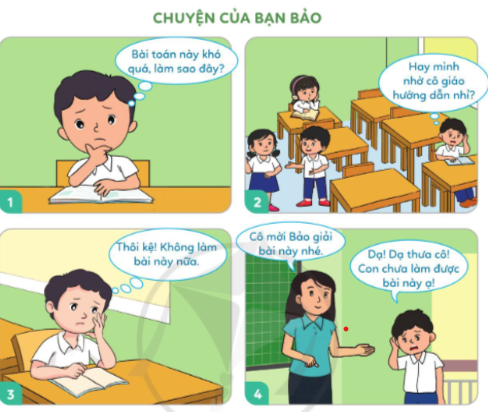 CHUYỆN CỦA BẠN BẢO
Bài toán này khó
quá, làm sao đây?
1
Hay mình
nhờ cô giáo
hướng dẫn nhỉ?
2
Thôi kệ! Không làm
bài này nữa.
3
Cô mời Bảo giải
bài này nhé.
Dạ! Dạ thưa cô!
Con chưa làm được
bài này ạ!
4